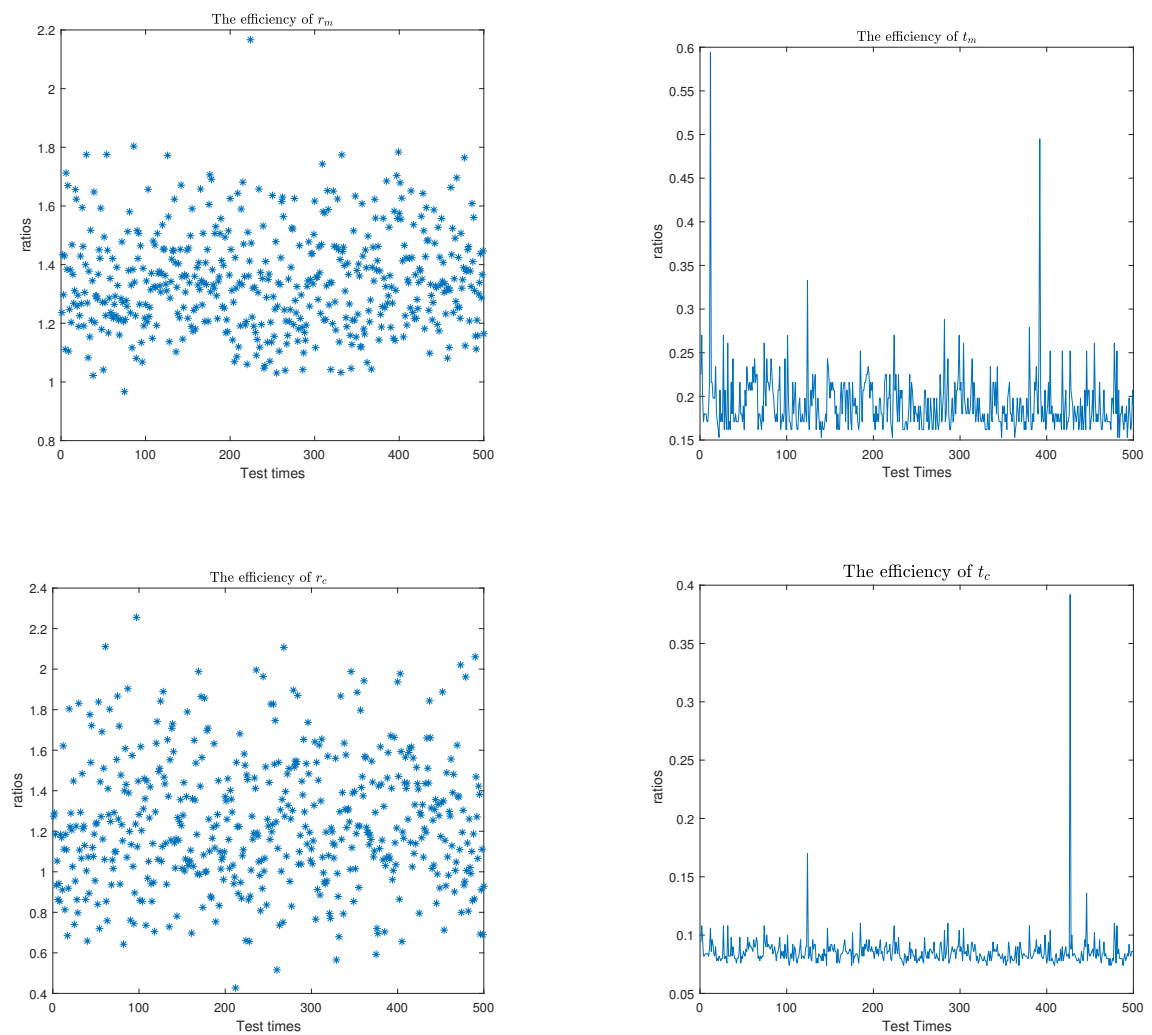 The efficiency of r_m
2.2
2
1.8
1.6
1.4
1.2
1
0.8
ratios
0 100 200 300 400 500
Test times
The efficiency of t_m
0.6
0.55
0.5
0.45
0.4
0.35
0.3
0.25
0.2
0.15
ratios
0 100 200 300 400 500
Test Times
The efficiency of r_c
2.4
2.2
2
1.8
1.6
1.4
1.2
1
0.8
0.6
0.4
ratios
0 100 200 300 400 500
Test times
The efficiency of t_c
0.4
0.35
0.3
0.25
0.2
0.15
0.1
0.05
ratios
0 100 200 300 400 500
Test Times